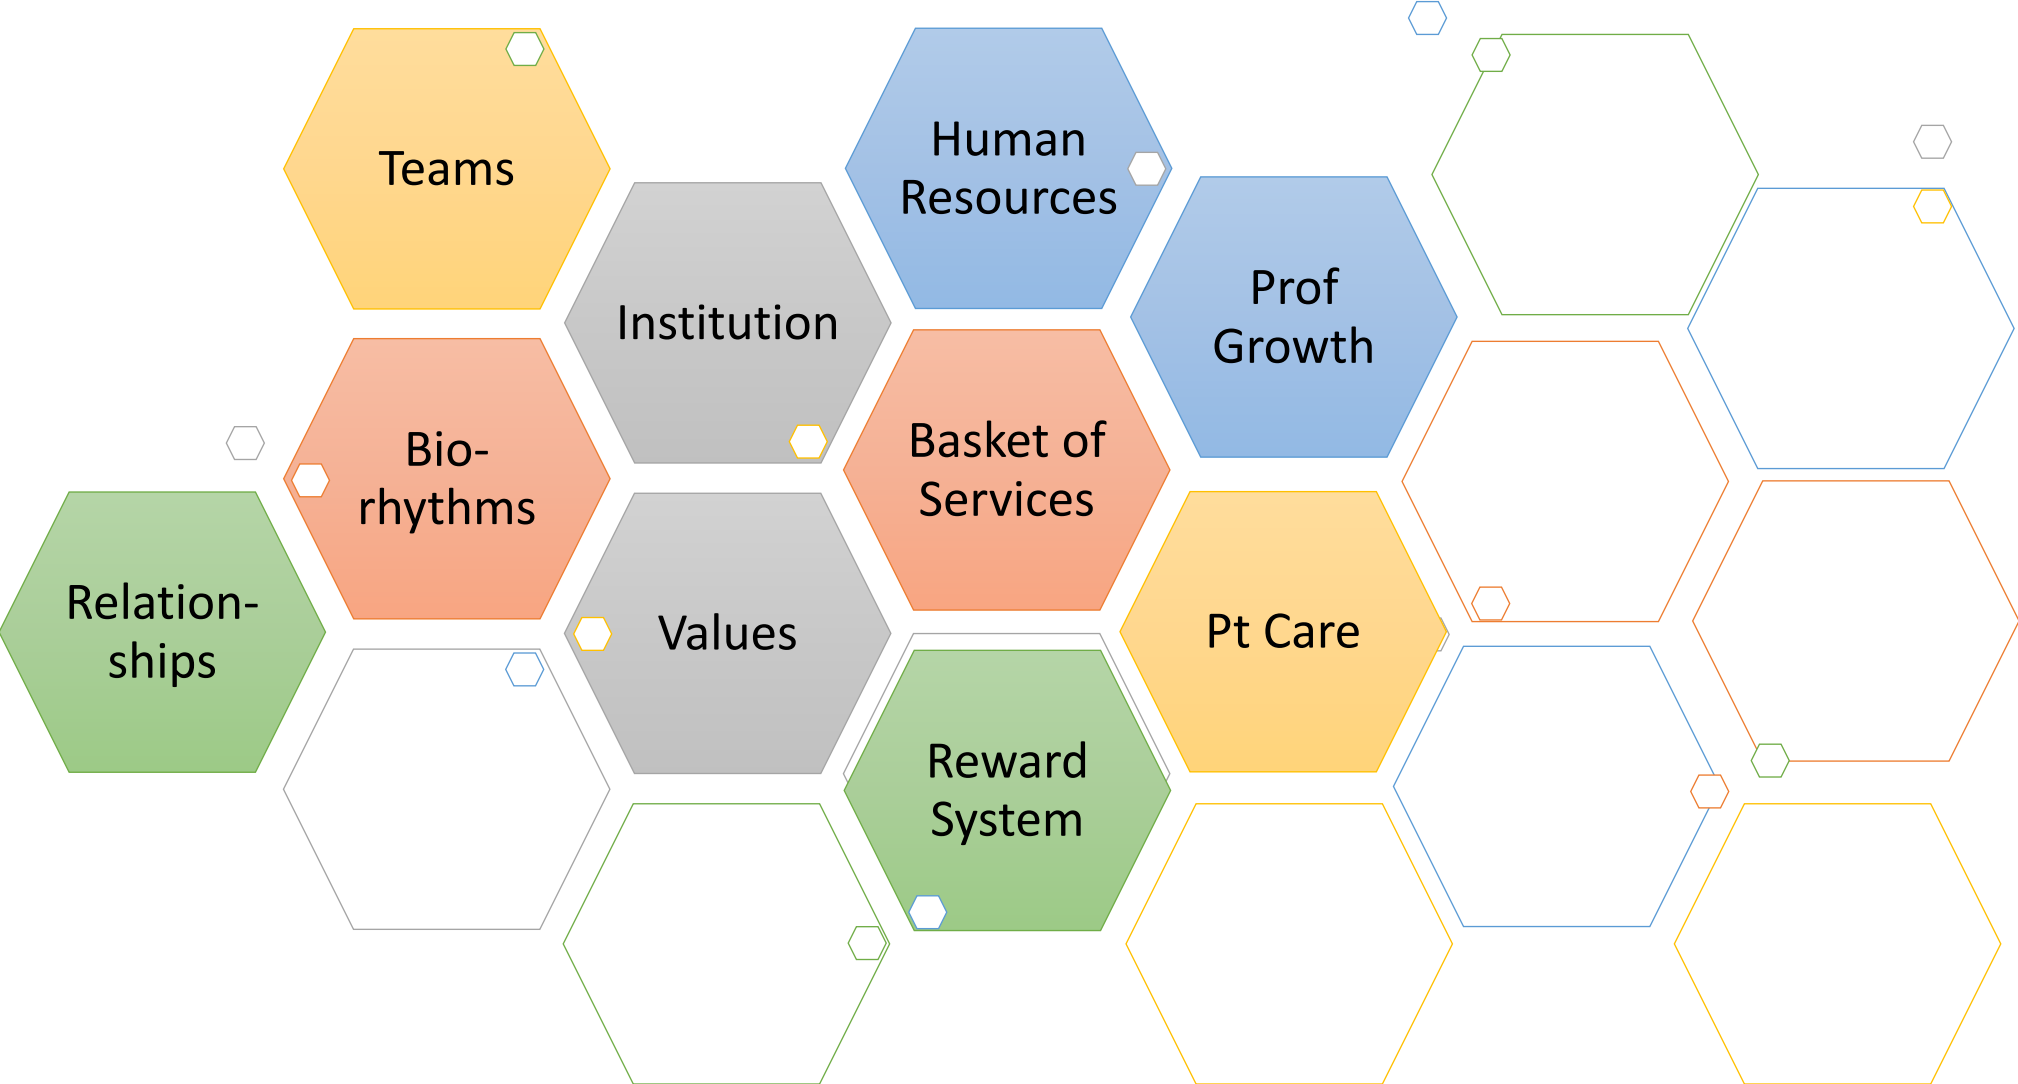 Teams
Human
Resources
Institution
Prof
Growth
Bio-
rhythms
Basket of
Services
Relation-
ships
Values
Pt Care
Reward
System